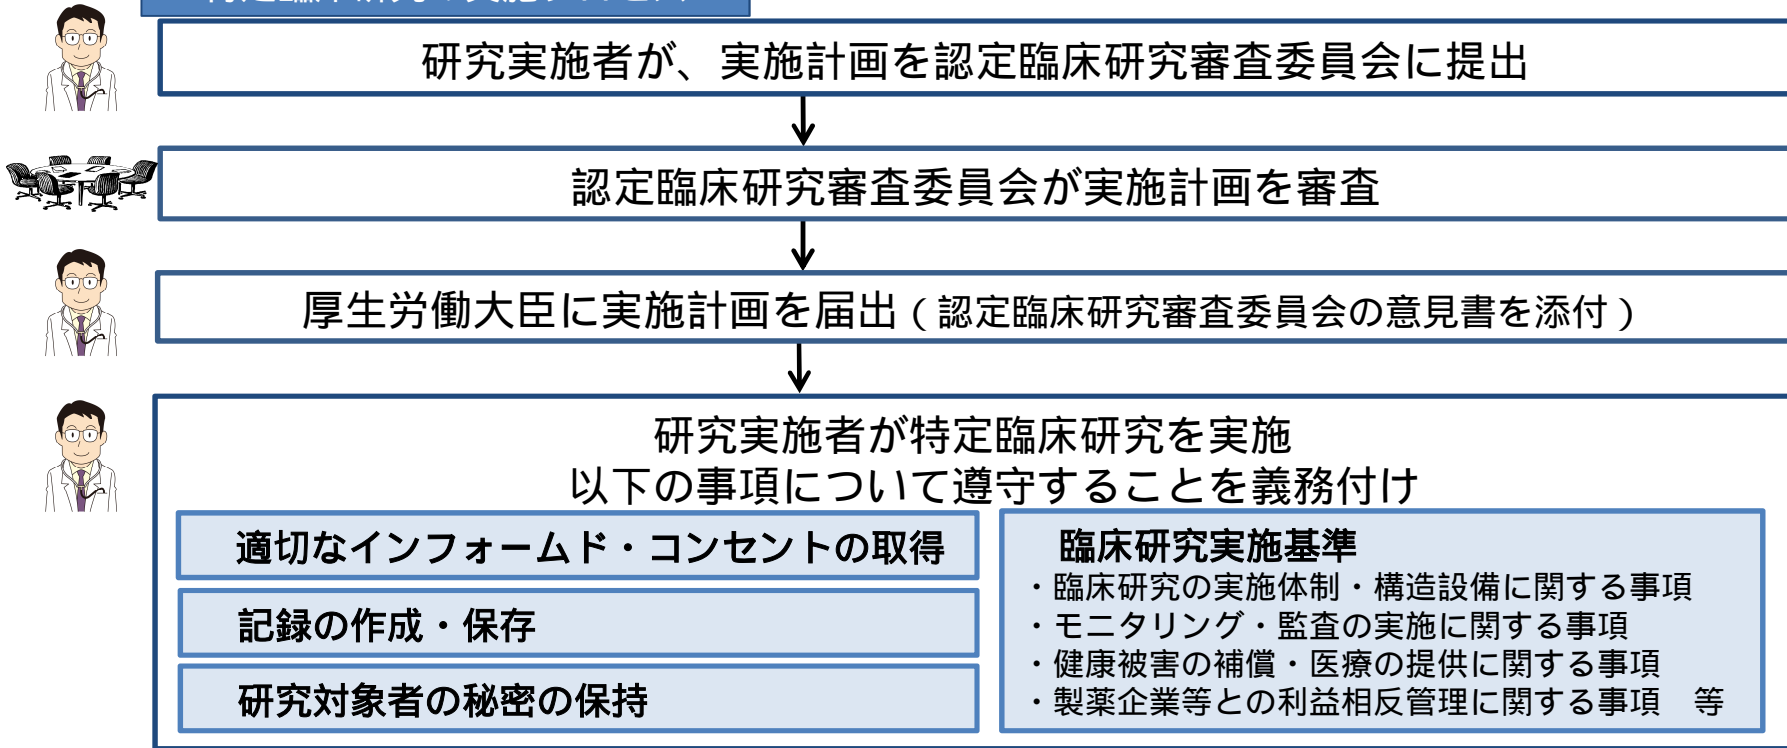 研究実施者が、実施計画を認定臨床研究審査委員会に提出
認定臨床研究審査委員会が実施計画を審査
厚生労働大臣に実施計画を届出(認定臨床研究審査委員会の意見書を添付)
研究実施者が特定臨床研究を実施
以下の事項について遵守することを義務付け
適切なインフォームド・コンセントの取得
記録の作成・保存
研究対象者の秘密の保持
臨床研究実施基準
・臨床研究の実施体制・構造設備に関する事項
・モニタリング・監査の実施に関する事項
・健康被害の補償・医療の提供に関する事項
・製薬企業等との利益相反管理に関する事項 等